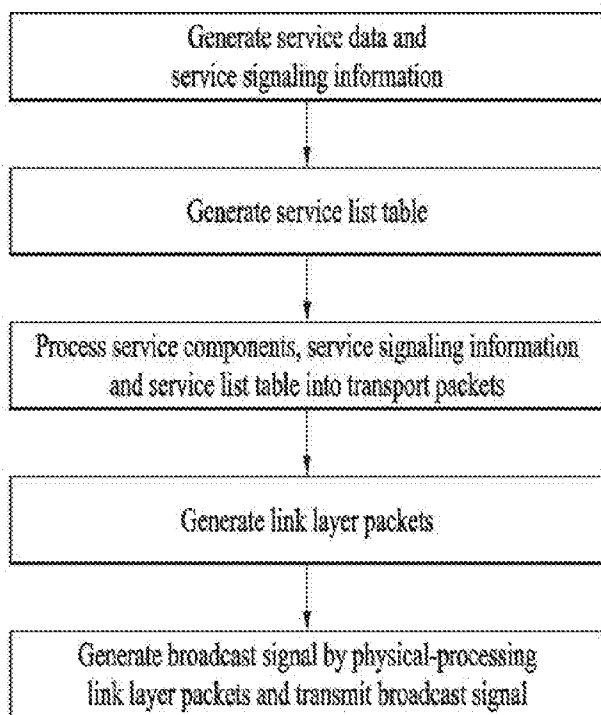 Generate service data and
service signaling information
Generate service list table
Process service components, service signaling information
and service list table into transport packets
Generate link layer packets
Generate broadcast signal by physical-processing
link layer packets and transmit broadcast signal